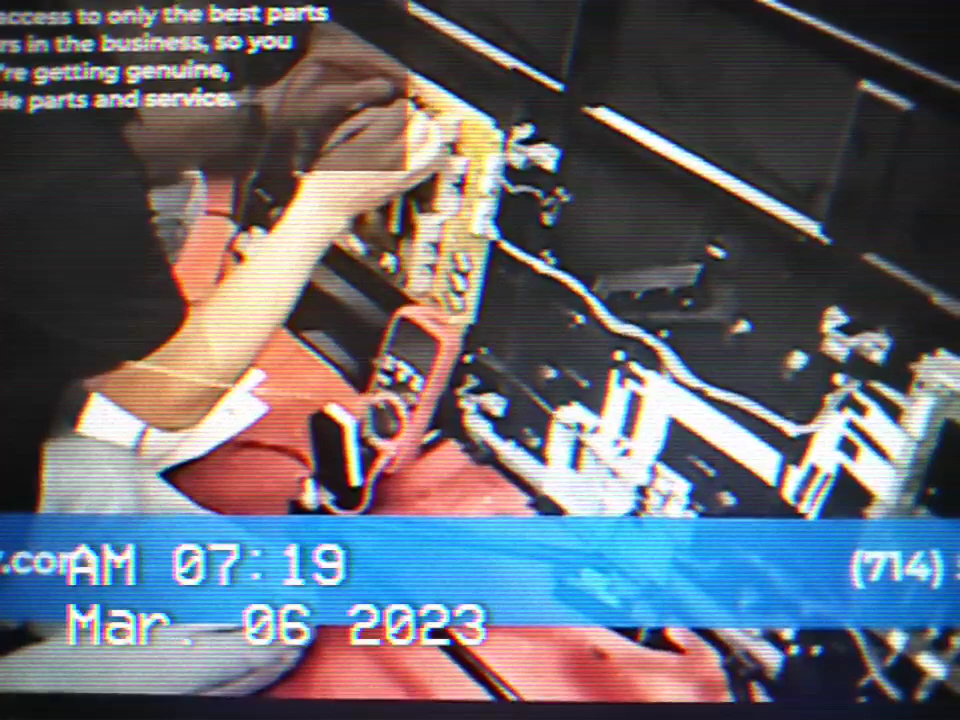 access to only the best parts
rs in the business, so you
're getting genuine,
le parts and service.
.com
(714)
AM 07:19
Mar. 06 2023